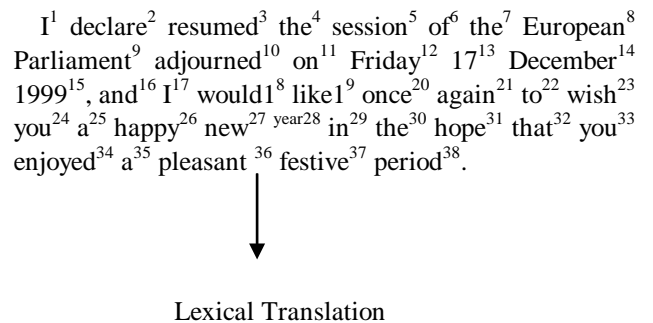 I¹ declare² resumed³ the⁴ session⁵ of⁶ the⁷ European⁸
Parliament⁹ adjourned¹⁰ on¹¹ Friday¹² 17¹³ December¹⁴
1999¹⁵, and¹⁶ I¹⁷ would1⁸ like1⁹ once²⁰ again²¹ to²² wish²³
you²⁴ a²⁵ happy²⁶ new²⁷ ʸᵉᵃʳ²⁸ in²⁹ the³⁰ hope³¹ that³² you³³
enjoyed³⁴ a³⁵ pleasant ³⁶ festive³⁷ period³⁸.
Lexical Translation